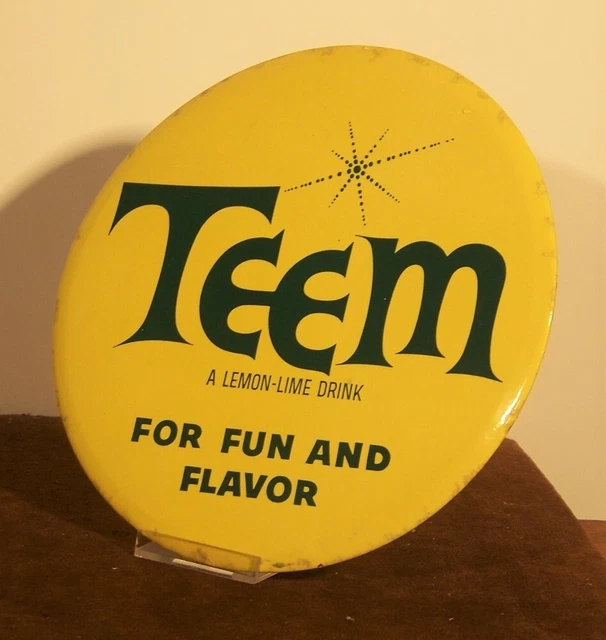 Teem
A LEMON-LIME DRINK
FOR FUN AND
FLAVOR